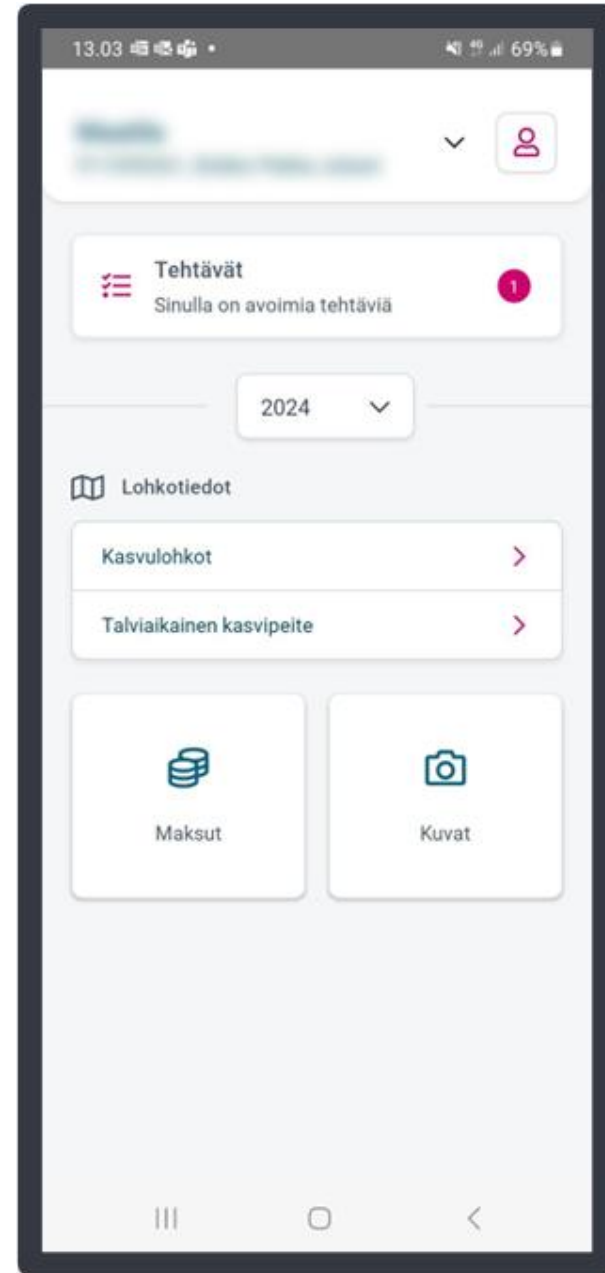 13.03
69%
Tehtävät
Sinulla on avoimia tehtäviä
1
2024
Lohkotiedot
Kasvulohkot
Talviaikainen kasvipeite
Maksut
Kuvat